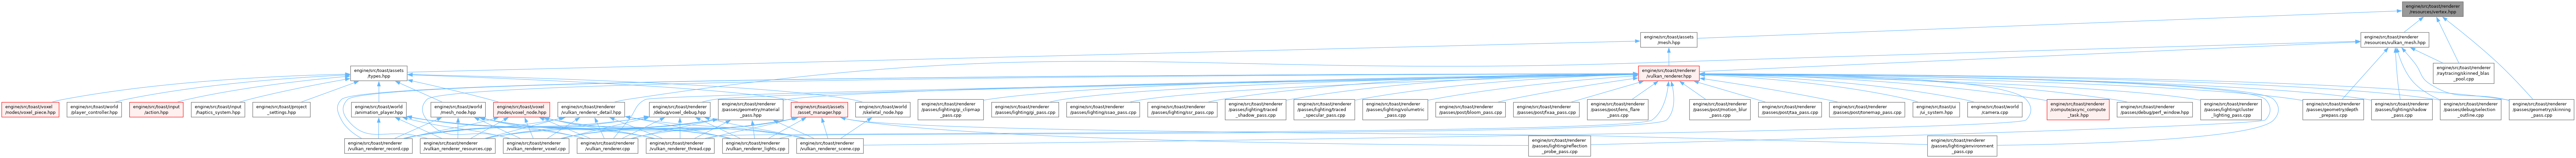 engine/src/toast/renderer
/resources/vertex.hpp
engine/src/toast/assets
/mesh.hpp
engine/src/toast/renderer
/resources/vulkan_mesh.hpp
engine/src/toast/assets
/types.hpp
engine/src/toast/renderer
/vulkan_renderer.hpp
engine/src/toast/renderer
/raytracing/skinned_blas
_pool.cpp
engine/src/toast/voxel
/nodes/voxel_piece.hpp
engine/src/toast/world
/player_controller.hpp
engine/src/toast/input
/action.hpp
engine/src/toast/input
/haptics_system.hpp
engine/src/toast/project
_settings.hpp
engine/src/toast/world
/animation_player.hpp
engine/src/toast/world
/mesh_node.hpp
engine/src/toast/voxel
/nodes/voxel_node.hpp
engine/src/toast/renderer
/vulkan_renderer_detail.hpp
engine/src/toast/renderer
/debug/voxel_debug.hpp
engine/src/toast/renderer
/passes/geometry/material
_pass.hpp
engine/src/toast/assets
/asset_manager.hpp
engine/src/toast/world
/skeletal_node.hpp
engine/src/toast/renderer
/passes/lighting/gi_clipmap
_pass.cpp
engine/src/toast/renderer
/passes/lighting/gi_pass.cpp
engine/src/toast/renderer
/passes/lighting/ssao_pass.cpp
engine/src/toast/renderer
/passes/lighting/ssr_pass.cpp
engine/src/toast/renderer
/passes/lighting/traced
_shadow_pass.cpp
engine/src/toast/renderer
/passes/lighting/traced
_specular_pass.cpp
engine/src/toast/renderer
/passes/lighting/volumetric
_pass.cpp
engine/src/toast/renderer
/passes/post/bloom_pass.cpp
engine/src/toast/renderer
/passes/post/fxaa_pass.cpp
engine/src/toast/renderer
/passes/post/lens_flare
_pass.cpp
engine/src/toast/renderer
/passes/post/motion_blur
_pass.cpp
engine/src/toast/renderer
/passes/post/taa_pass.cpp
engine/src/toast/renderer
/passes/post/tonemap_pass.cpp
engine/src/toast/ui
/ui_system.hpp
engine/src/toast/world
/camera.cpp
engine/src/toast/renderer
/compute/async_compute
_task.hpp
engine/src/toast/renderer
/passes/debug/perf_window.hpp
engine/src/toast/renderer
/passes/lighting/cluster
_lighting_pass.cpp
engine/src/toast/renderer
/passes/geometry/depth
_prepass.cpp
engine/src/toast/renderer
/passes/lighting/shadow
_pass.cpp
engine/src/toast/renderer
/passes/debug/selection
_outline.cpp
engine/src/toast/renderer
/passes/geometry/skinning
_pass.cpp
engine/src/toast/renderer
/vulkan_renderer_record.cpp
engine/src/toast/renderer
/vulkan_renderer_resources.cpp
engine/src/toast/renderer
/vulkan_renderer_voxel.cpp
engine/src/toast/renderer
/vulkan_renderer.cpp
engine/src/toast/renderer
/vulkan_renderer_thread.cpp
engine/src/toast/renderer
/vulkan_renderer_lights.cpp
engine/src/toast/renderer
/vulkan_renderer_scene.cpp
engine/src/toast/renderer
/passes/lighting/reflection
_probe_pass.cpp
engine/src/toast/renderer
/passes/lighting/environment
_pass.cpp